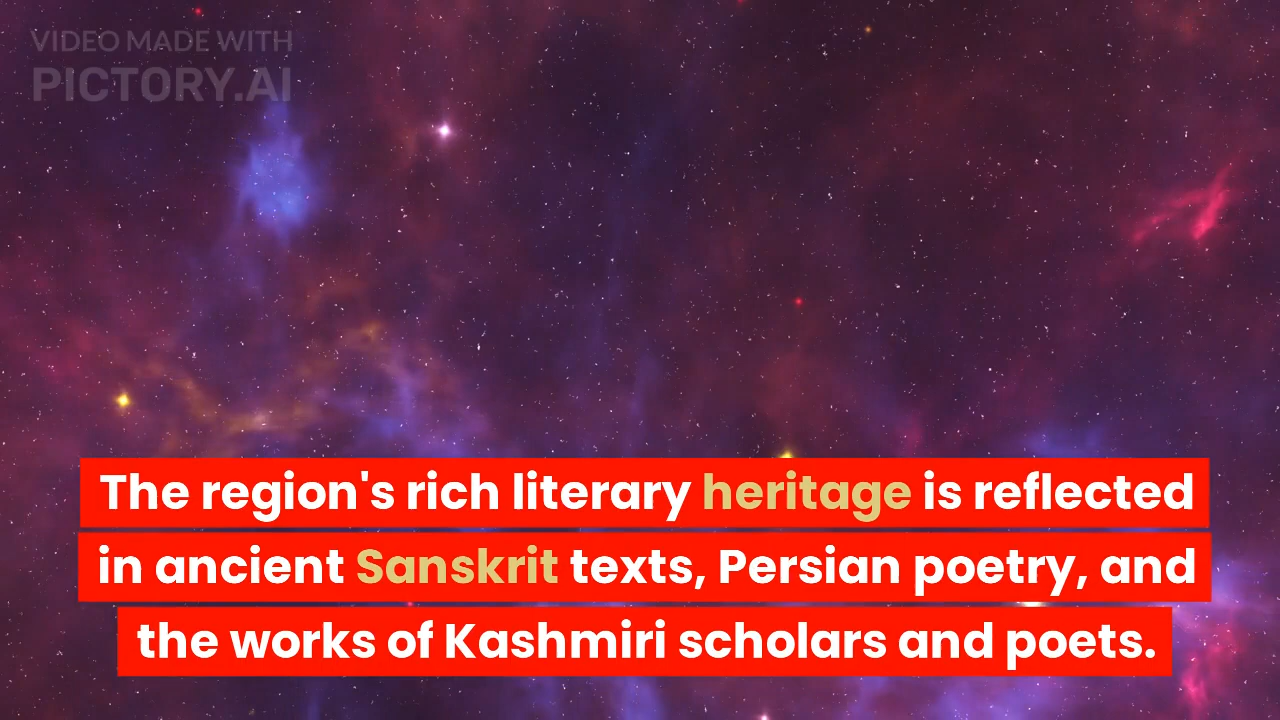 VIDEO MADE WITH
PICTORY.AI
The region's rich literary heritage is reflected
in ancient Sanskrit texts, Persian poetry, and
the works of Kashmiri scholars and poets.